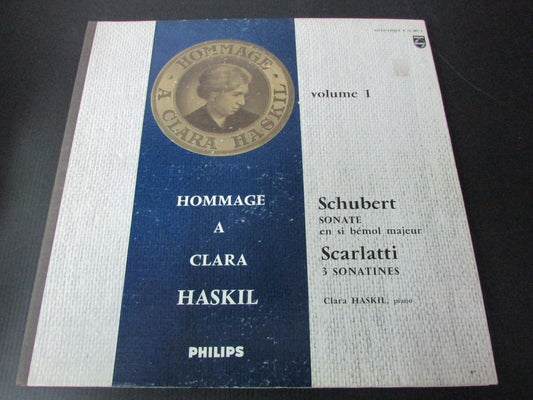 HOMMAGE
A CLARA HASKIL
volume 1
HOMMAGE
A
CLARA
HASKIL
PHILIPS
Schubert
SONATE
en si bémol majeur
Scarlatti
3 SONATINES
Clara HASKIL, piano